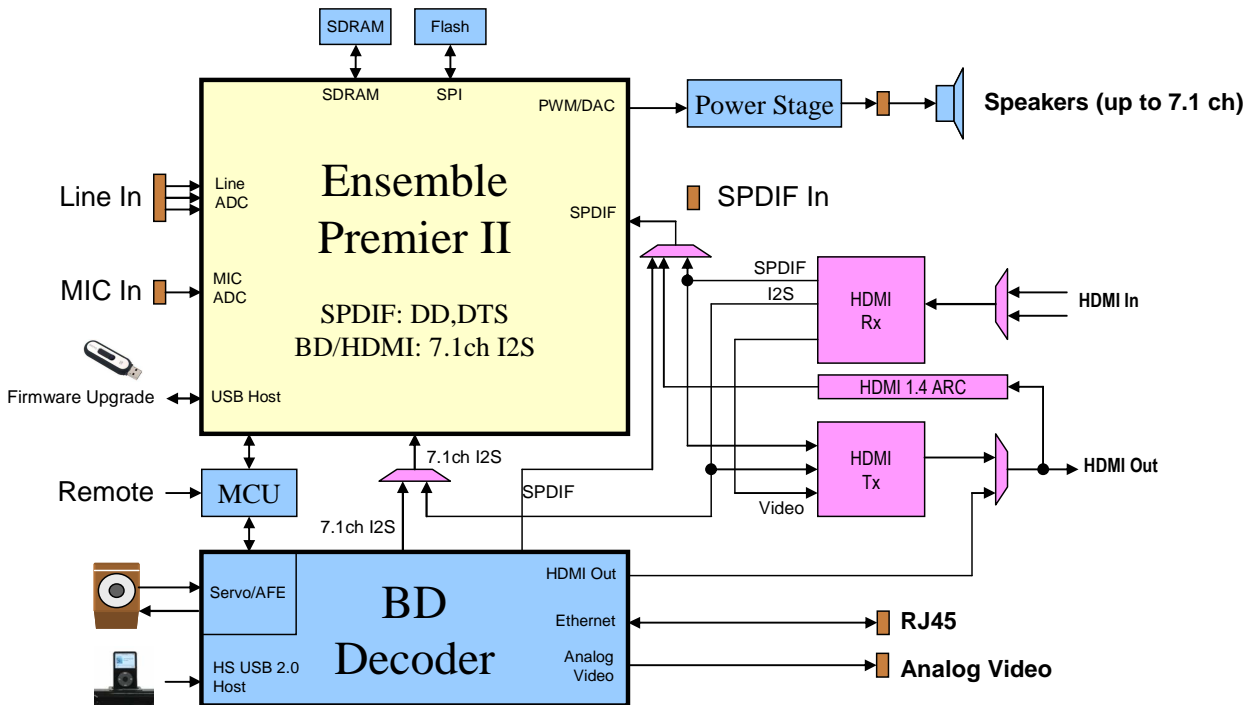 SDRAM
Flash
SDRAM
SPI
PWM/DAC
Power Stage
Speakers (up to 7.1 ch)
Line In
Line
ADC
Ensemble
Premier II
SPDIF
SPDIF In
MIC In
MIC
ADC
SPDIF: DD,DTS
BD/HDMI: 7.1ch I2S
SPDIF
I2S
HDMI
Rx
HDMI In
Firmware Upgrade
USB Host
HDMI 1.4 ARC
7.1ch I2S
HDMI
Tx
HDMI Out
Remote
MCU
SPDIF
Video
7.1ch I2S
Servo/AFE
BD
Decoder
HDMI Out
Ethernet
RJ45
HS USB 2.0
Host
Analog
Video
Analog Video